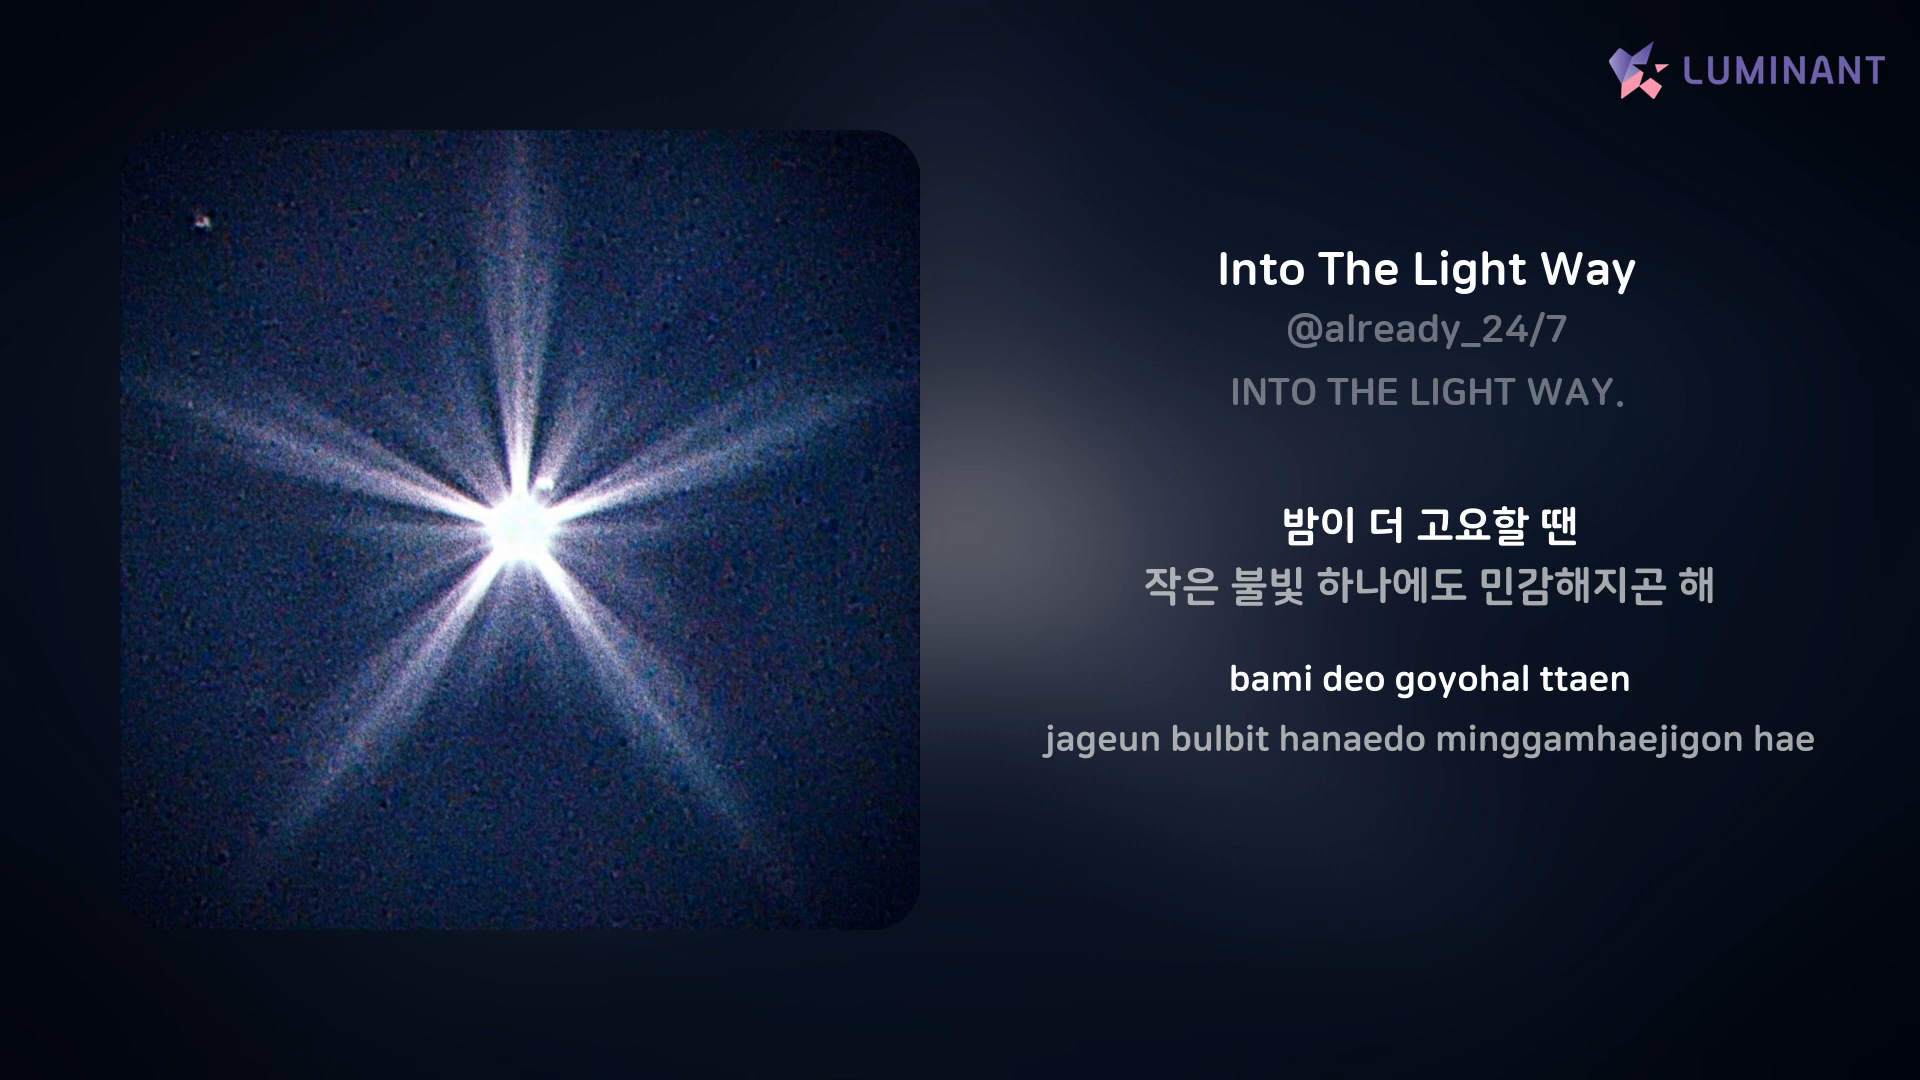 LUMINANT
Into The Light Way
@already_24/7
INTO THE LIGHT WAY.
밤이 더 고요할 땐
작은 불빛 하나에도 민감해지곤 해
bami deo goyohal ttaen
jageun bulbit hanaedo minggamhaejigon hae